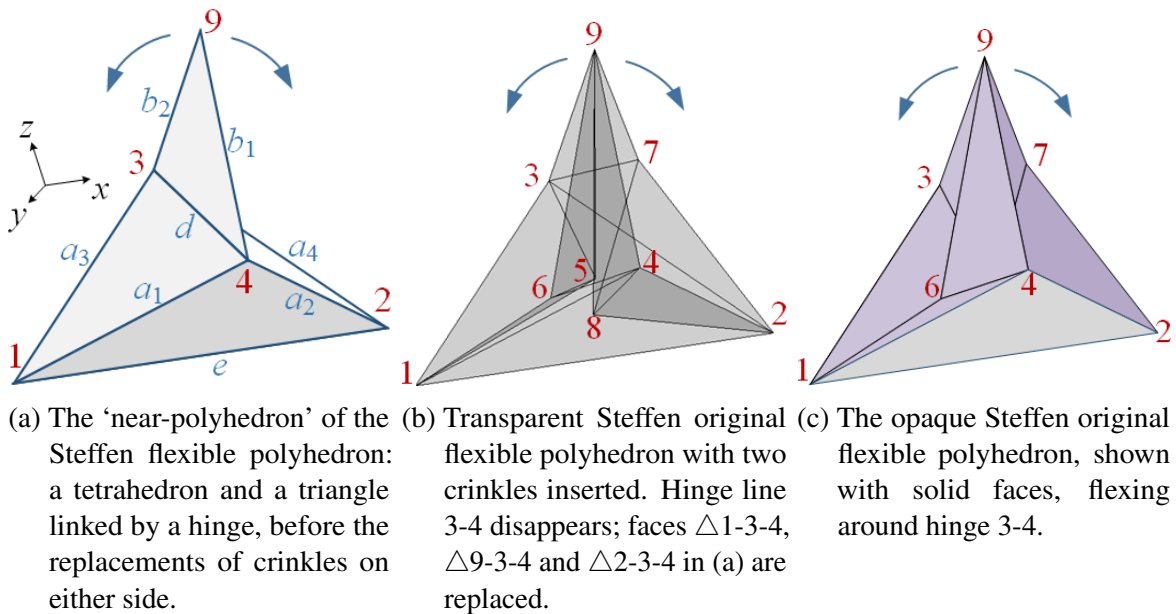 9
b₂
b₁
3
z
x
y
d
a₃
a₄
4
a₁
a₂
2
1
e
9
7
3
5
4
6
8
2
1
9
7
3
6
4
2
1
(a) The ‘near-polyhedron’ of the
Steffen flexible polyhedron:
a tetrahedron and a triangle
linked by a hinge, before the
replacements of crinkles on
either side.
(b) Transparent Steffen original
flexible polyhedron with two
crinkles inserted. Hinge line
3-4 disappears; faces △1-3-4,
△9-3-4 and △2-3-4 in (a) are
replaced.
(c) The opaque Steffen original
flexible polyhedron, shown
with solid faces, flexing
around hinge 3-4.